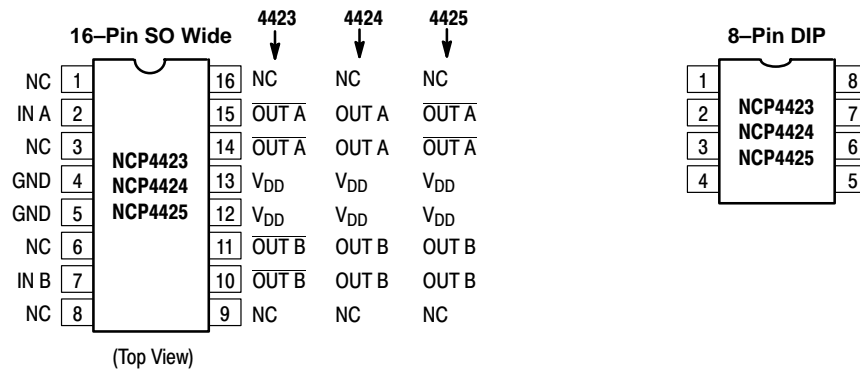 4423 4424 4425
16–Pin SO Wide 8–Pin DIP
NC 1 16 NC NC NC 1 8
IN A 2 15 OUT A OUT A OUT A 2 NCP4423 7
NC 3 14 OUT A OUT A OUT A 3 NCP4424 6
NCP4423 NCP4425
GND 4 NCP4424 13 VDD VDD VDD 4 5
GND 5 NCP4425 12 VDD VDD VDD
NC 6 11 OUT B OUT B OUT B
IN B 7 10 OUT B OUT B OUT B
NC 8 9 NC NC NC
(Top View)